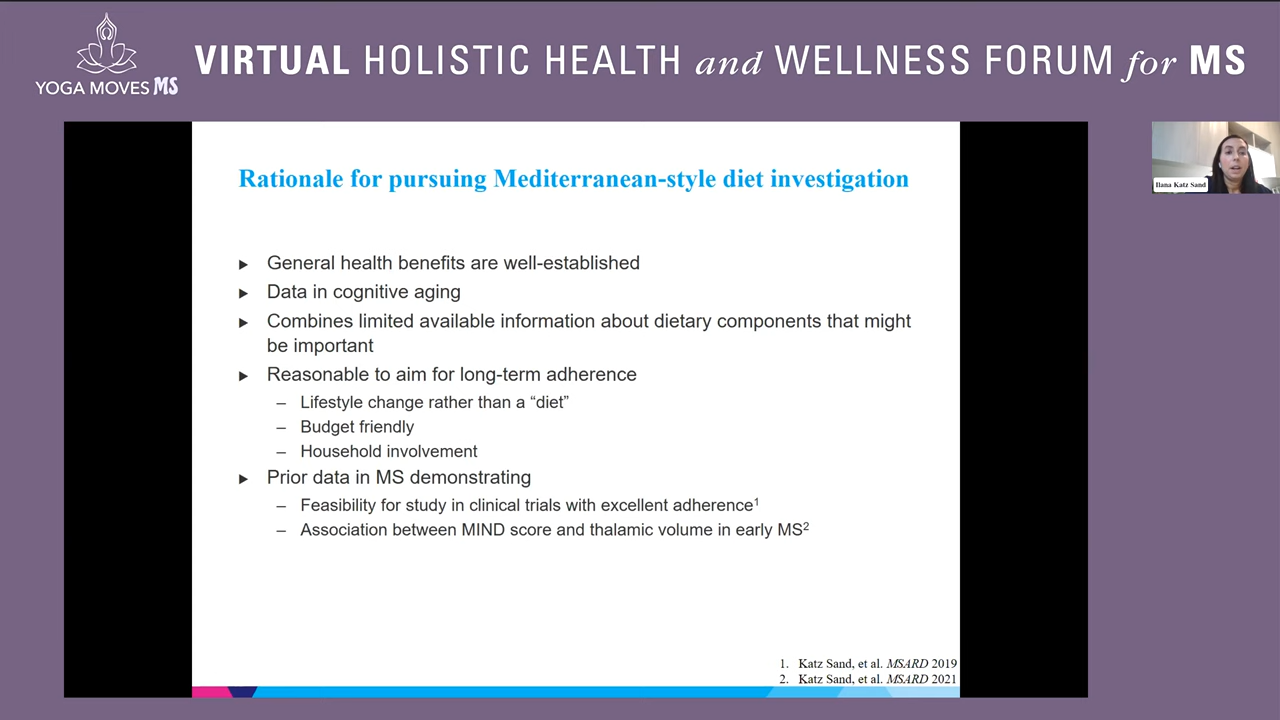 YOGA MOVES MS
VIRTUAL HOLISTIC HEALTH and WELLNESS FORUM for MS
Ilana Katz Sand
Rationale for pursuing Mediterranean-style diet investigation
General health benefits are well-established
Data in cognitive aging
Combines limited available information about dietary components that might
be important
Reasonable to aim for long-term adherence
– Lifestyle change rather than a “diet”
– Budget friendly
– Household involvement
Prior data in MS demonstrating
– Feasibility for study in clinical trials with excellent adherence¹
– Association between MIND score and thalamic volume in early MS²
1. Katz Sand, et al. MSARD 2019
2. Katz Sand, et al. MSARD 2021